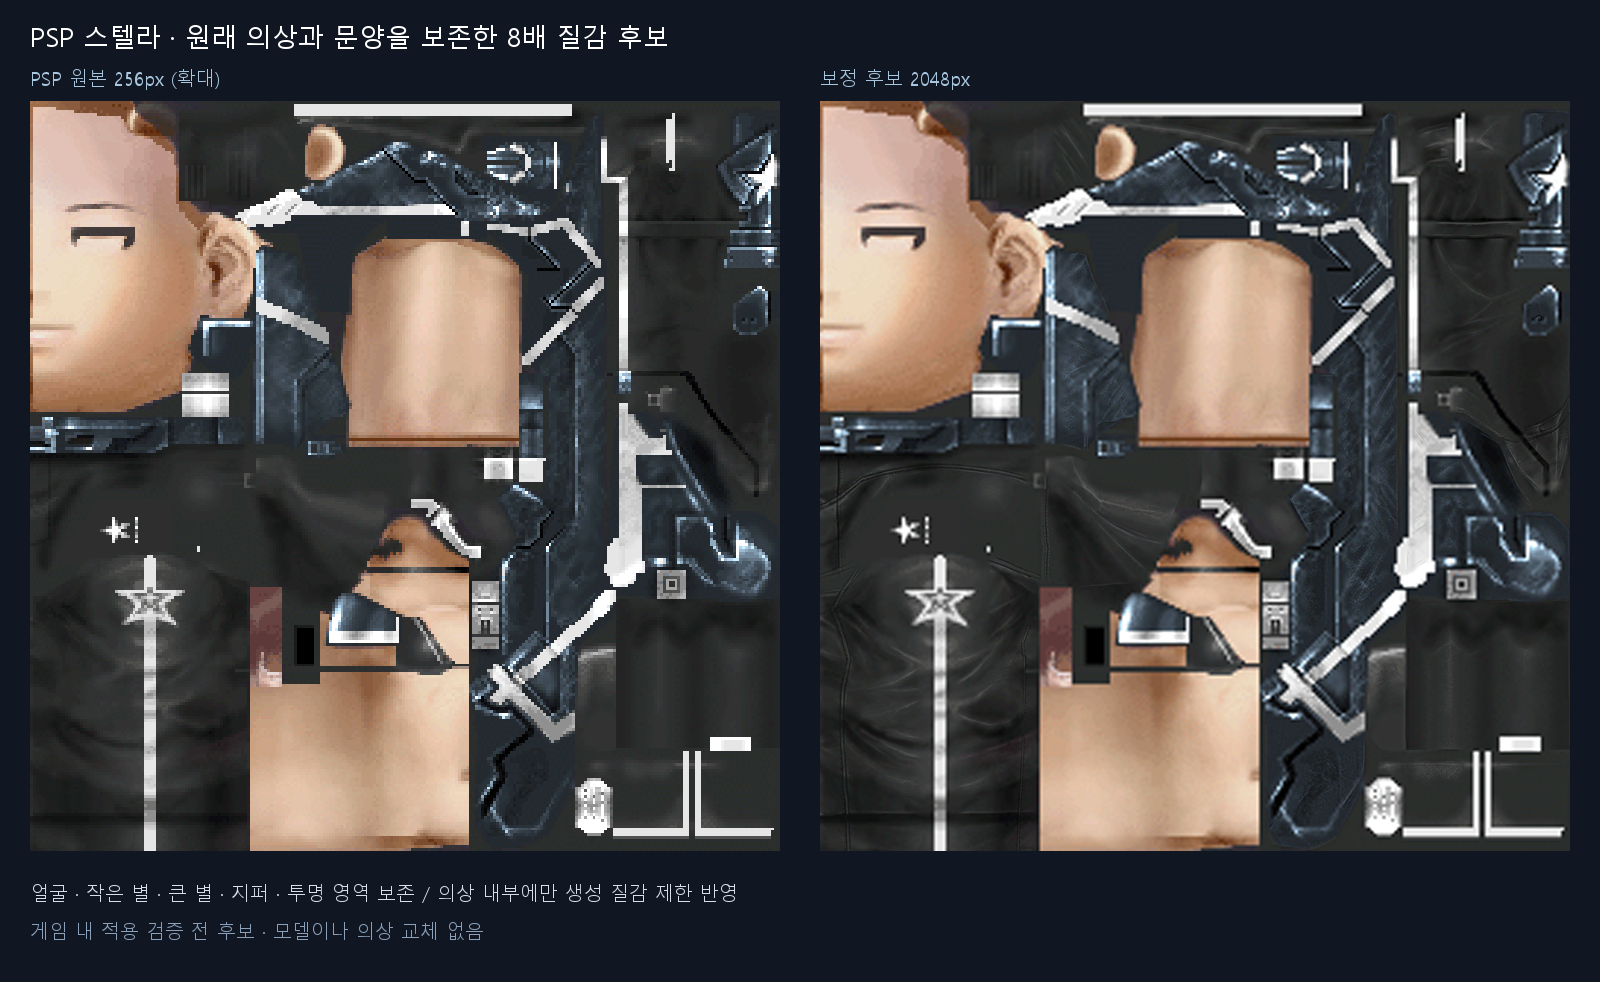 PSP 스텔라 · 원래 의상과 문양을 보존한 8배 질감 후보
PSP 원본 256px (확대)
보정 후보 2048px
얼굴 · 작은 별 · 큰 별 · 지퍼 · 투명 영역 보존 / 의상 내부에만 생성 질감 제한 반영
게임 내 적용 검증 전 후보 · 모델이나 의상 교체 없음